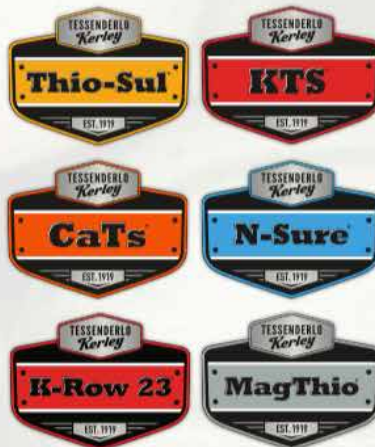 TESSENDERLO
Kerley
Thio-Sul®
EST. 1919
TESSENDERLO
Kerley
KTS
EST. 1919
TESSENDERLO
Kerley
CaTs®
EST. 1919
TESSENDERLO
Kerley
N-Sure®
EST. 1919
TESSENDERLO
Kerley
K-Row 23®
EST. 1919
TESSENDERLO
Kerley
MagThio®
EST. 1919